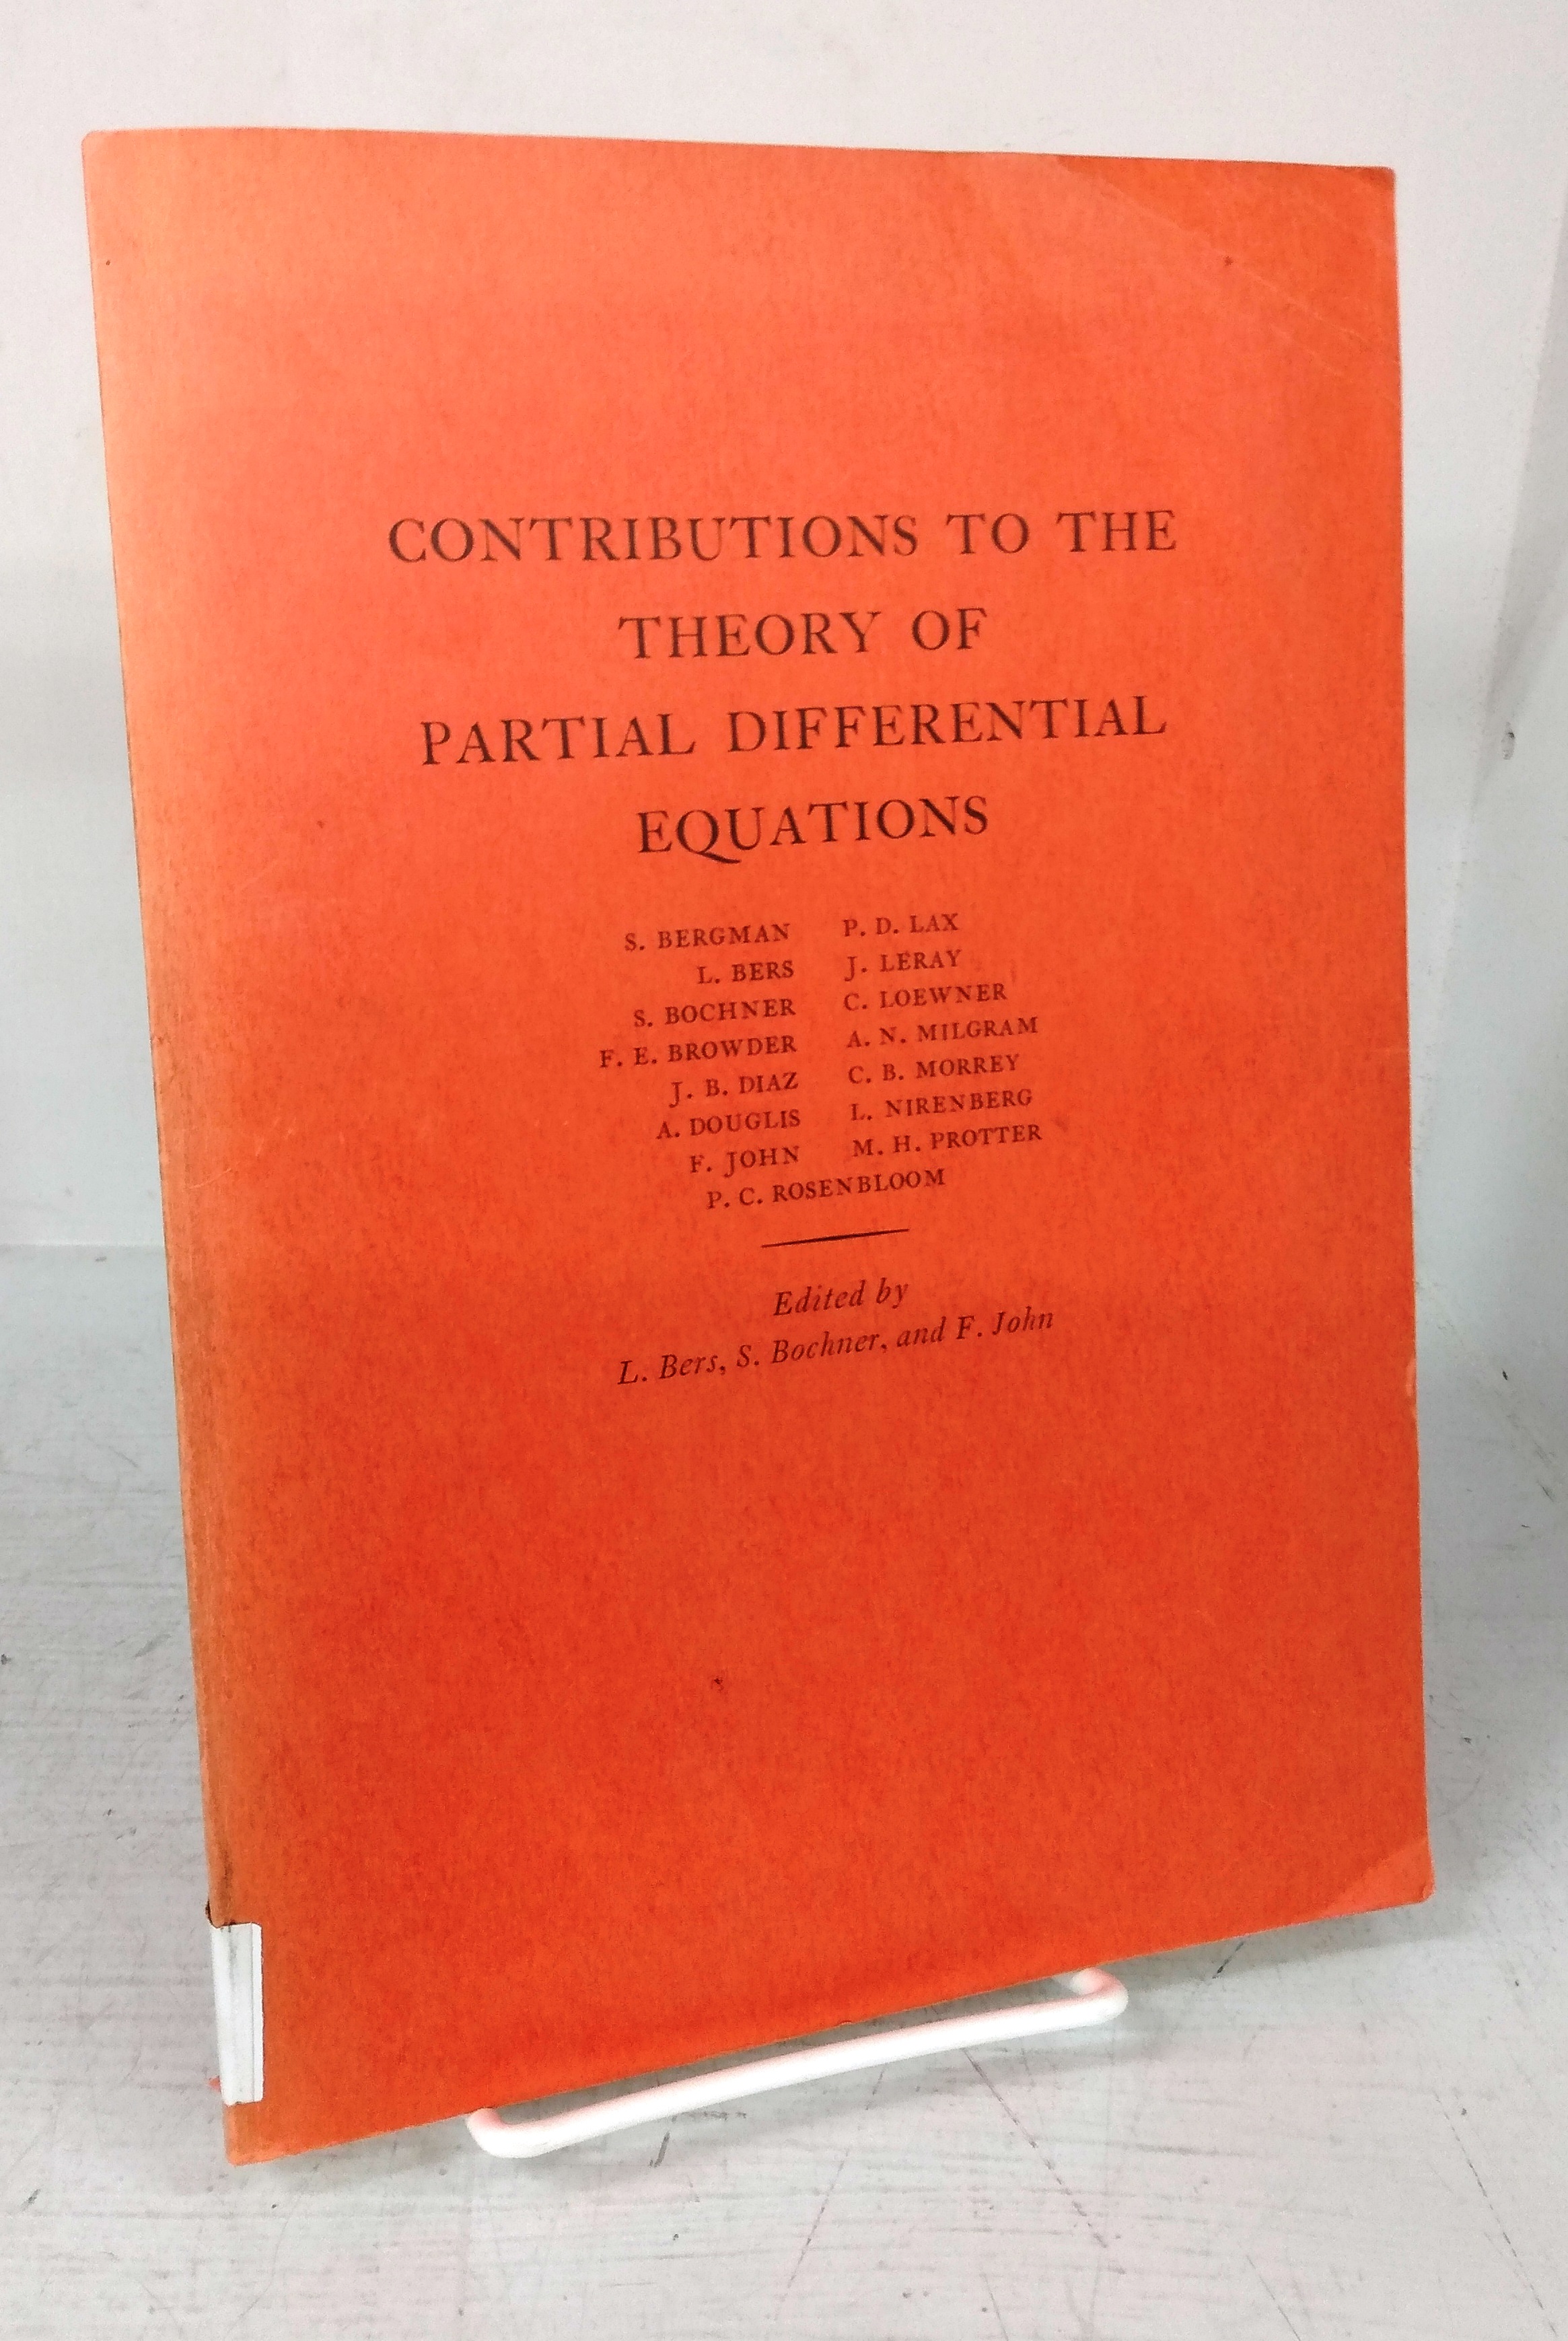 CONTRIBUTIONS TO THE
THEORY OF
PARTIAL DIFFERENTIAL
EQUATIONS
S. BERGMAN P. D. LAX
L. BERS J. LERAY
S. BOCHNER C. LOEWNER
F. E. BROWDER A. N. MILGRAM
J. B. DIAZ C. B. MORREY
A. DOUGLIS L. NIRENBERG
F. JOHN M. H. PROTTER
P. C. ROSENBLOOM
Edited by
L. Bers, S. Bochner, and F. John